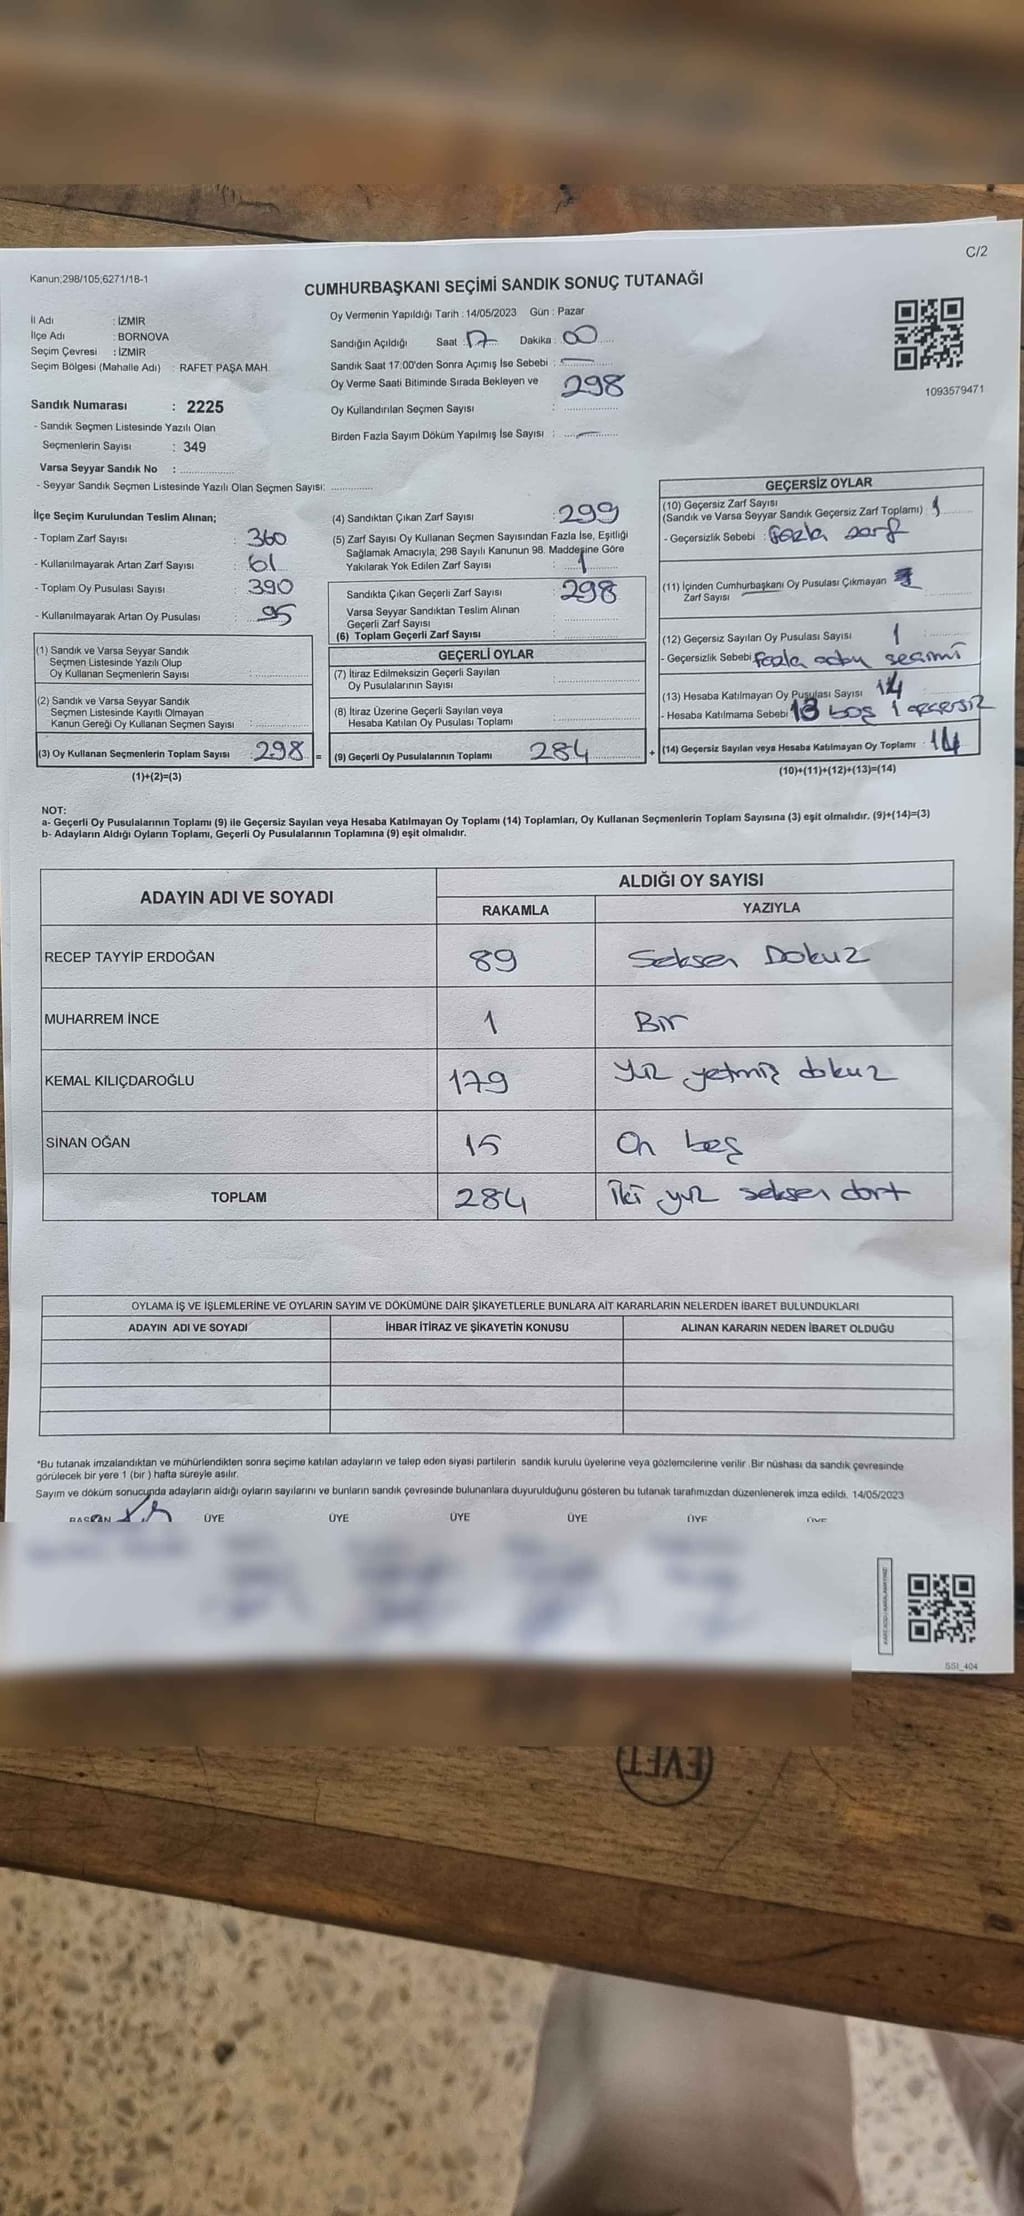 C/2
Kanun;298/105;6271/18-1
CUMHURBAŞKANI SEÇİMİ SANDIK SONUÇ TUTANAĞI
İl Adı : İZMİR
İlçe Adı : BORNOVA
Seçim Çevresi : İZMİR
Seçim Bölgesi (Mahalle Adı) : RAFET PAŞA MAH.
Sandık Numarası : 2225
- Sandık Seçmen Listesinde Yazılı Olan
Seçmenlerin Sayısı : 349
Varsa Seyyar Sandık No : ................
- Seyyar Sandık Seçmen Listesinde Yazılı Olan Seçmen Sayısı: ............
Oy Vermenin Yapıldığı Tarih : 14/05/2023 Gün : Pazar
Sandığın Açıldığı Saat : 17 Dakika : 00
Sandık Saat 17:00'den Sonra Açımış İse Sebebi : —
Oy Verme Saati Bitiminde Sırada Bekleyen ve 298
Oy Kullandırılan Seçmen Sayısı : ................
Birden Fazla Sayım Döküm Yapılmış İse Sayısı : —
1093579471
İlçe Seçim Kurulundan Teslim Alınan;
- Toplam Zarf Sayısı : 360
- Kullanılmayarak Artan Zarf Sayısı : 61
- Toplam Oy Pusulası Sayısı : 390
- Kullanılmayarak Artan Oy Pusulası : 95
(1) Sandık ve Varsa Seyyar Sandık
Seçmen Listesinde Yazılı Olup
Oy Kullanan Seçmenlerin Sayısı : ................
(2) Sandık ve Varsa Seyyar Sandık
Seçmen Listesinde Kayıtlı Olmayan
Kanun Gereği Oy Kullanan Seçmen Sayısı : ................
(3) Oy Kullanan Seçmenlerin Toplam Sayısı : 298 =
(1)+(2)=(3)
(4) Sandıktan Çıkan Zarf Sayısı : 299
(5) Zarf Sayısı Oy Kullanan Seçmen Sayısından Fazla İse, Eşitliği
Sağlamak Amacıyla, 298 Sayılı Kanunun 98. Maddesine Göre
Yakılarak Yok Edilen Zarf Sayısı : 1
Sandıkta Çıkan Geçerli Zarf Sayısı : 298
Varsa Seyyar Sandıktan Teslim Alınan
Geçerli Zarf Sayısı : ................
(6) Toplam Geçerli Zarf Sayısı : ................
GEÇERLİ OYLAR
(7) İtiraz Edilmeksizin Geçerli Sayılan
Oy Pusulalarının Sayısı : ................
(8) İtiraz Üzerine Geçerli Sayılan veya
Hesaba Katılan Oy Pusulası Toplamı : ................
(9) Geçerli Oy Pusulalarının Toplamı 284 +
GEÇERSİZ OYLAR
(10) Geçersiz Zarf Sayısı
(Sandık ve Varsa Seyyar Sandık Geçersiz Zarf Toplamı) : 1
- Geçersizlik Sebebi : fazla zarf
(11) İçinden Cumhurbaşkanı Oy Pusulası Çıkmayan
Zarf Sayısı
(12) Geçersiz Sayılan Oy Pusulası Sayısı 1
- Geçersizlik Sebebi fazla aday seçimi
(13) Hesaba Katılmayan Oy Pusulası Sayısı 14
- Hesaba Katılmama Sebebi 13 boş 1 geçersiz
(14) Geçersiz Sayılan veya Hesaba Katılmayan Oy Toplamı : 14
(10)+(11)+(12)+(13)=(14)
NOT:
a- Geçerli Oy Pusulalarının Toplamı (9) ile Geçersiz Sayılan veya Hesaba Katılmayan Oy Toplamı (14) Toplamları, Oy Kullanan Seçmenlerin Toplam Sayısına (3) eşit olmalıdır. (9)+(14)=(3)
b- Adayların Aldığı Oyların Toplamı, Geçerli Oy Pusulalarının Toplamına (9) eşit olmalıdır.
ADAYIN ADI VE SOYADI ALDIĞI OY SAYISI
RAKAMLA YAZIYLA
RECEP TAYYİP ERDOĞAN 89 Seksen Dokuz
MUHARREM İNCE 1 Bir
KEMAL KILIÇDAROĞLU 179 Yüz yetmiş dokuz
SİNAN OĞAN 15 On beş
TOPLAM 284 İki yüz seksen dört
OYLAMA İŞ VE İŞLEMLERİNE VE OYLARIN SAYIM VE DÖKÜMÜNE DAİR ŞİKAYETLERLE BUNLARA AİT KARARLARIN NELERDEN İBARET BULUNDUKLARI
ADAYIN ADI VE SOYADI İHBAR İTİRAZ VE ŞİKAYETİN KONUSU ALINAN KARARIN NEDEN İBARET OLDUĞU
*Bu tutanak imzalandıktan ve mühürlendikten sonra seçime katılan adayların ve talep eden siyasi partilerin sandık kurulu üyelerine veya gözlemcilerine verilir .Bir nüshası da sandık çevresinde
görülecek bir yere 1 (bir ) hafta süreyle asılır.
Sayım ve döküm sonucunda adayların aldığı oyların sayılarını ve bunların sandık çevresinde bulunanlara duyurulduğunu gösteren bu tutanak tarafımızdan düzenlenerek imza edildi. 14/05/2023
BAŞKAN ÜYE ÜYE ÜYE ÜYE ÜYE ÜYE
SSI_404
EVET